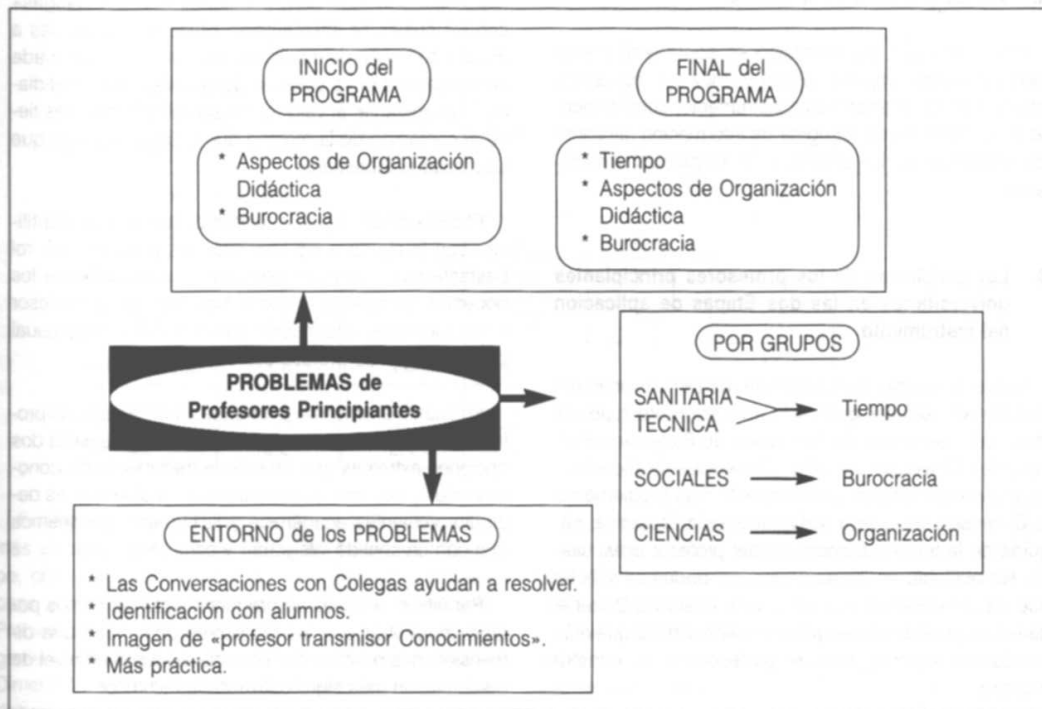 INICIO del
PROGRAMA
* Aspectos de Organización
Didáctica
* Burocracia
FINAL del
PROGRAMA
* Tiempo
* Aspectos de Organización
Didáctica
* Burocracia
PROBLEMAS de
Profesores Principiantes
POR GRUPOS
SANITARIA
TECNICA
Tiempo
SOCIALES
Burocracia
CIENCIAS
Organización
ENTORNO de los PROBLEMAS
* Las Conversaciones con Colegas ayudan a resolver.
* Identificación con alumnos.
* Imagen de «profesor transmisor Conocimientos».
* Más práctica.